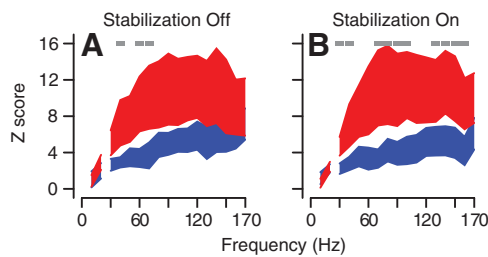 Stabilization Off
Stabilization On
A
B
Z score
16
12
8
4
0
0
60
120
170
0
60
120
170
Frequency (Hz)